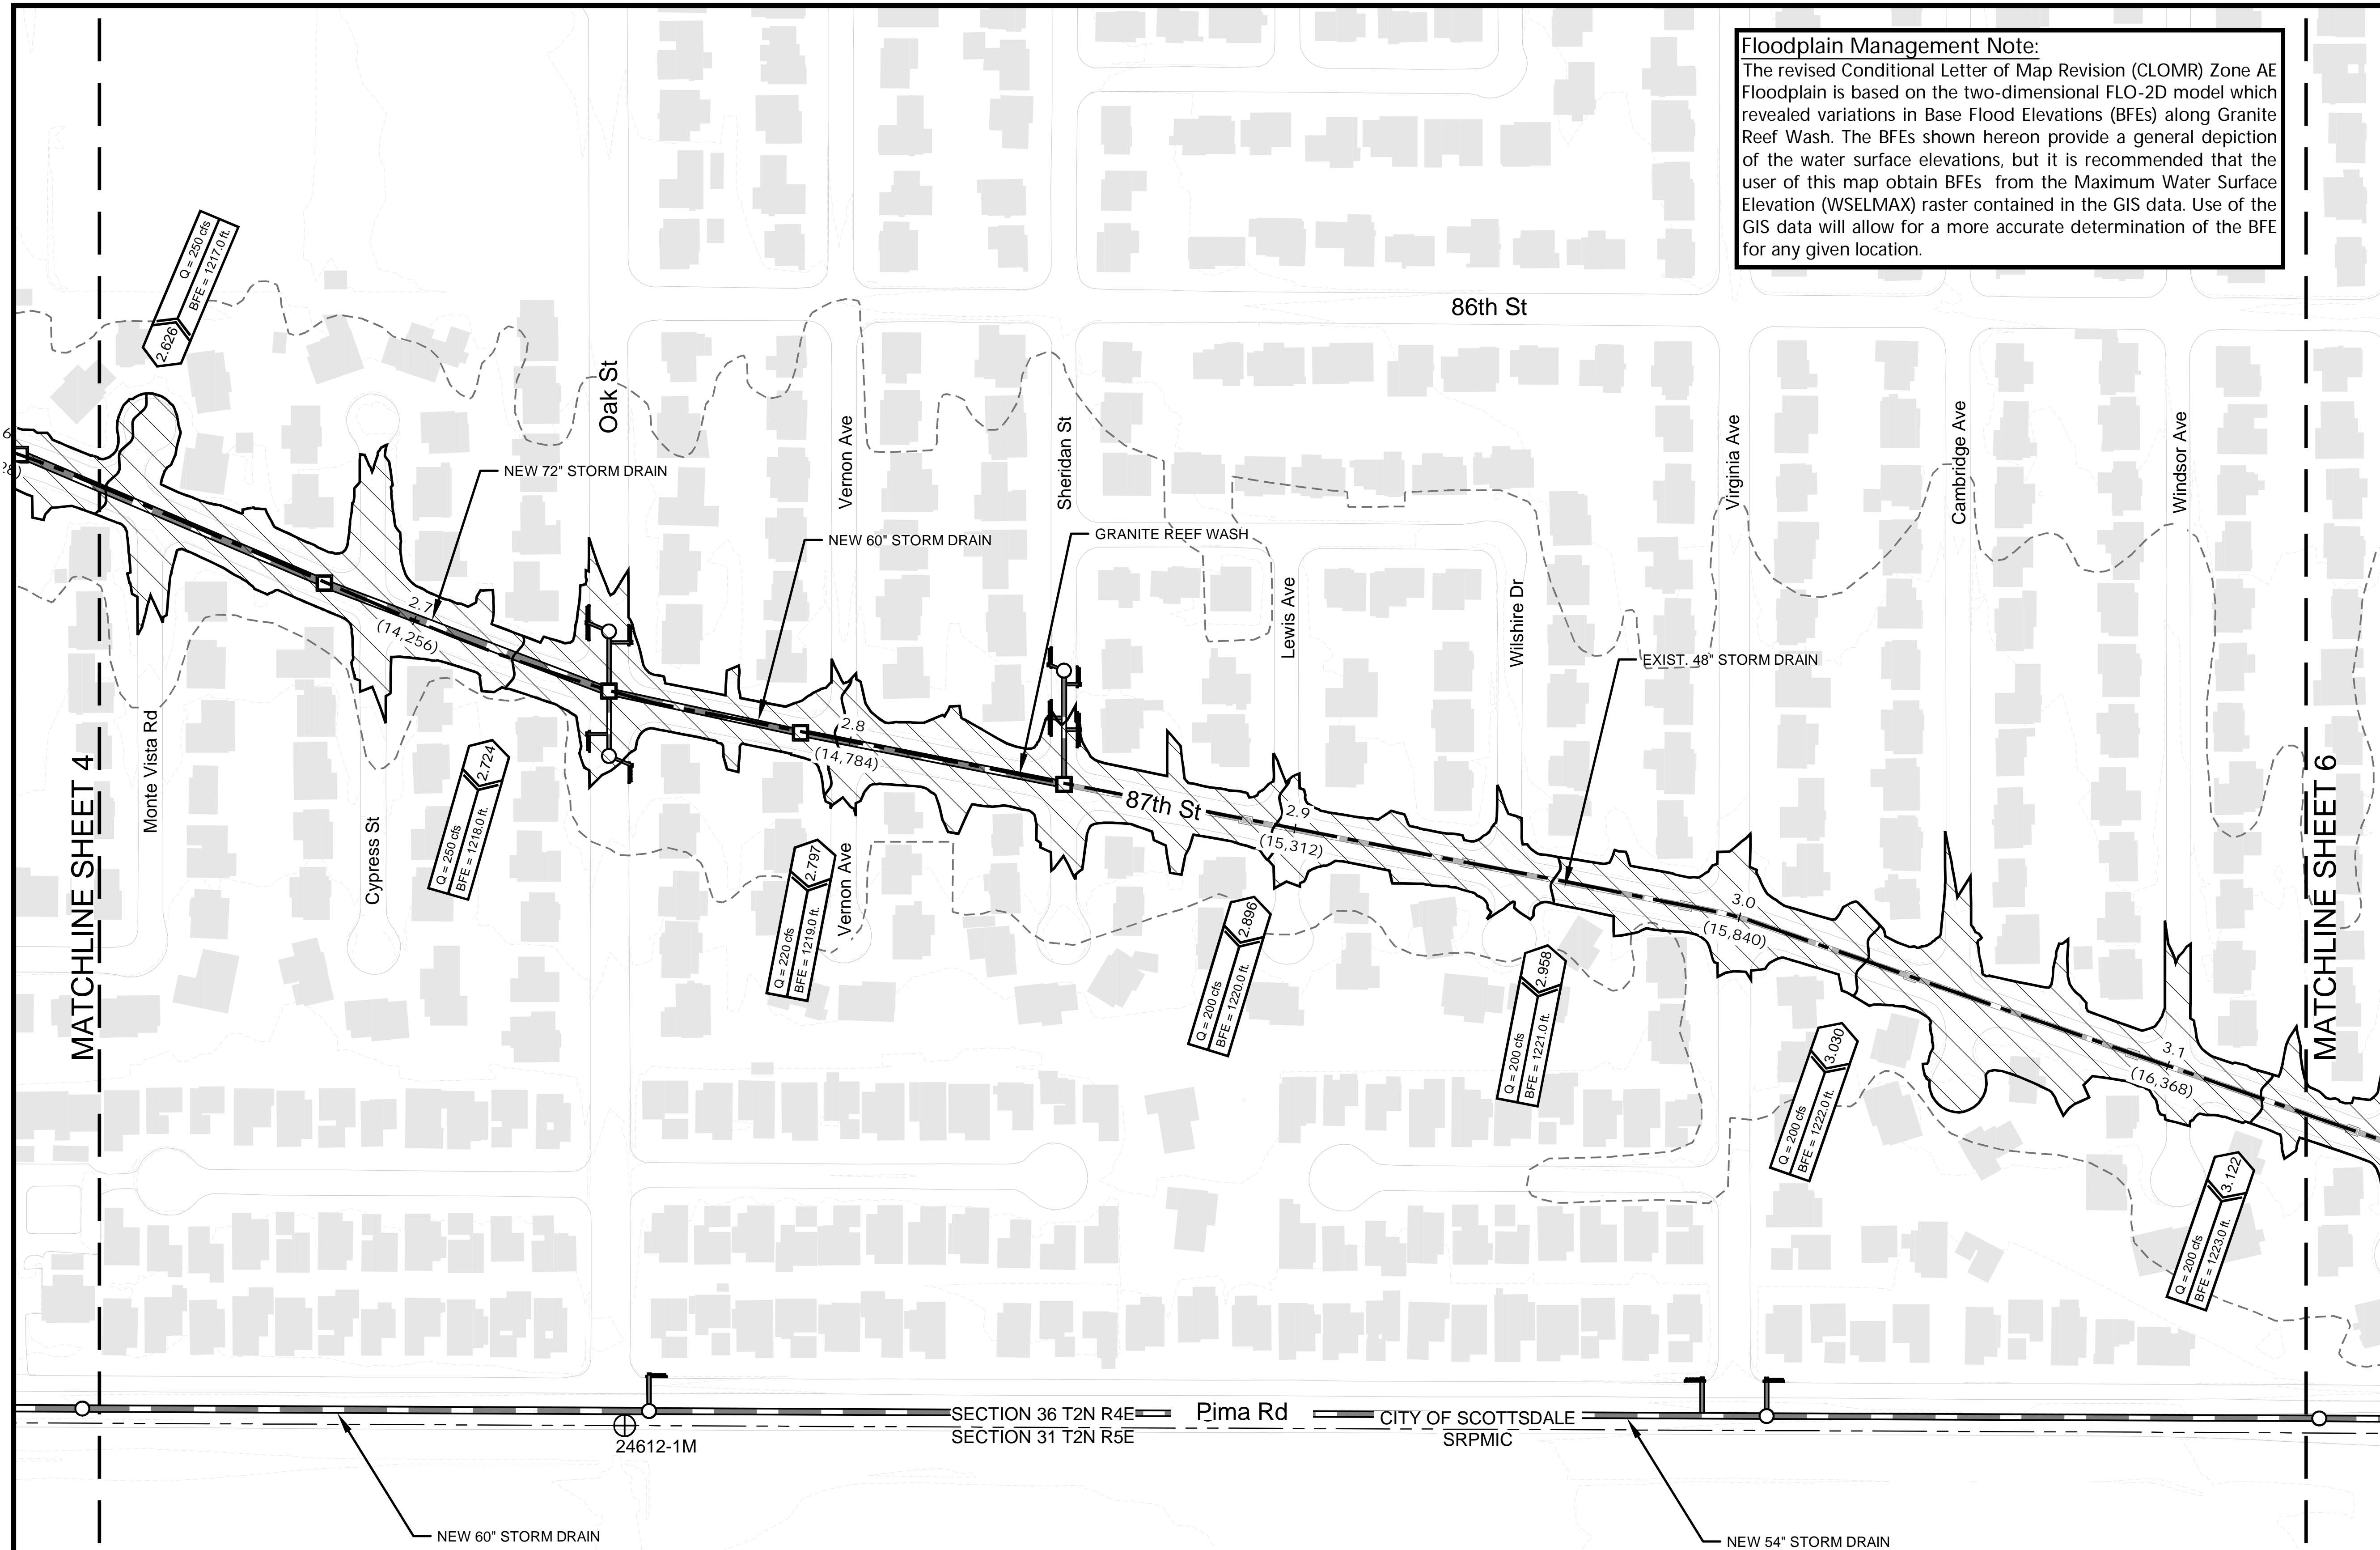 Floodplain Management Note:
The revised Conditional Letter of Map Revision (CLOMR) Zone AE
Floodplain is based on the two-dimensional FLO-2D model which
revealed variations in Base Flood Elevations (BFEs) along Granite
Reef Wash. The BFEs shown hereon provide a general depiction
of the water surface elevations, but it is recommended that the
user of this map obtain BFEs from the Maximum Water Surface
Elevation (WSELMAX) raster contained in the GIS data. Use of the
GIS data will allow for a more accurate determination of the BFE
for any given location.
Q = 250 cfs
BFE = 1217.0 ft.
2.626
86th St
Oak St
Vernon Ave
Sheridan St
Virginia Ave
Cambridge Ave
Windsor Ave
NEW 72" STORM DRAIN
NEW 60" STORM DRAIN
GRANITE REEF WASH
Lewis Ave
Wilshire Dr
EXIST. 48" STORM DRAIN
2.7
(14,256)
2.8
(14,784)
87th St
2.9
(15,312)
3.0
(15,840)
3.1
(16,368)
MATCHLINE SHEET 4
Monte Vista Rd
Cypress St
2.724
Q = 250 cfs
BFE = 1218.0 ft.
2.797
Q = 220 cfs
BFE = 1219.0 ft.
Vernon Ave
2.896
Q = 200 cfs
BFE = 1220.0 ft.
2.958
Q = 200 cfs
BFE = 1221.0 ft.
3.030
Q = 200 cfs
BFE = 1222.0 ft.
3.122
Q = 200 cfs
BFE = 1223.0 ft.
MATCHLINE SHEET 6
SECTION 36 T2N R4E
SECTION 31 T2N R5E
Pima Rd
CITY OF SCOTTSDALE
SRPMIC
24612-1M
NEW 60" STORM DRAIN
NEW 54" STORM DRAIN